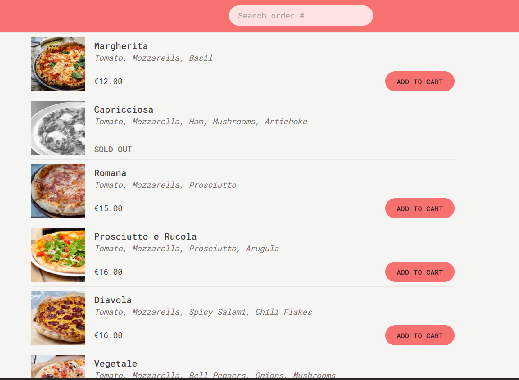 Search order #
Margherita
Tomato, Mozzarella, Basil
€12.00
ADD TO CART
Capricciosa
Tomato, Mozzarella, Ham, Mushrooms, Artichoke
SOLD OUT
Romana
Tomato, Mozzarella, Prosciutto
€15.00
ADD TO CART
Prosciutto e Rucola
Tomato, Mozzarella, Prosciutto, Arugula
€16.00
ADD TO CART
Diavola
Tomato, Mozzarella, Spicy Salami, Chili Flakes
€16.00
ADD TO CART
Vegetale
Tomato, Mozzarella, Bell Peppers, Onions, Mushrooms